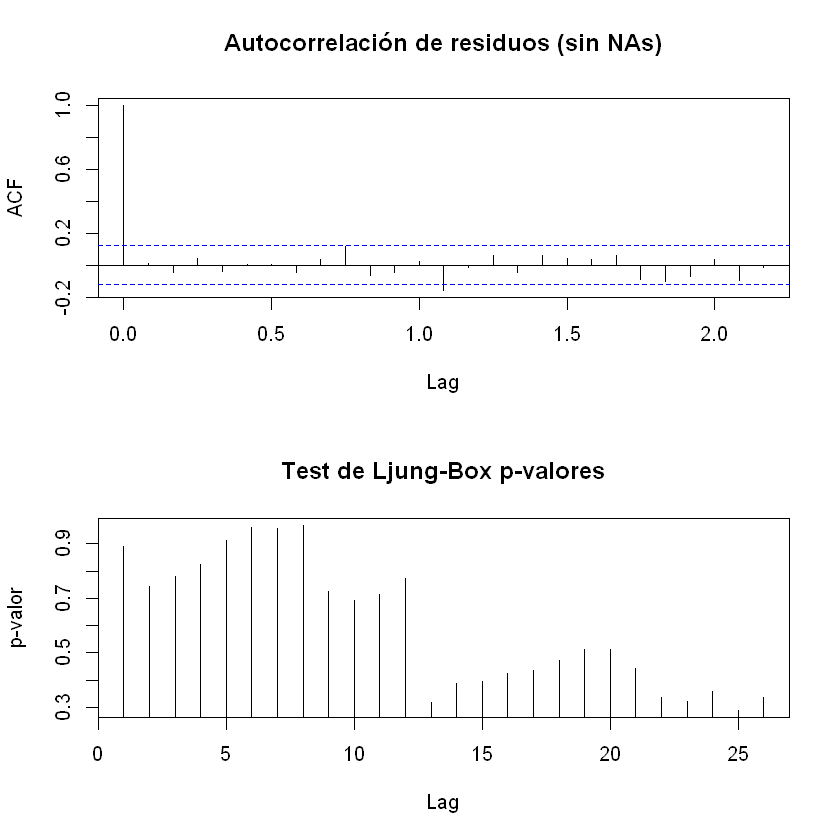 Autocorrelación de residuos (sin NAs)
1.0
0.6
0.2
-0.2
ACF
0.0 0.5 1.0 1.5 2.0
Lag
Test de Ljung-Box p-valores
0.9
0.7
0.5
0.3
p-valor
0 5 10 15 20 25
Lag